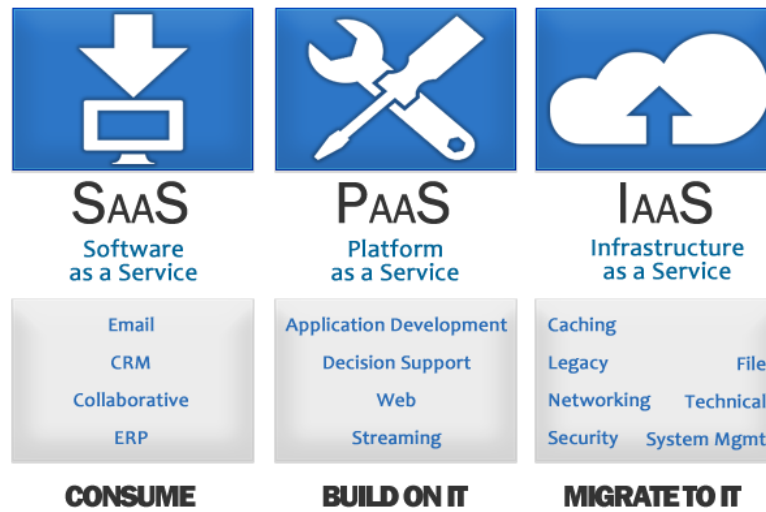 SAAS
Software
as a Service
Email
CRM
Collaborative
ERP
CONSUME
PAAS
Platform
as a Service
Application Development
Decision Support
Web
Streaming
BUILD ON IT
IAAS
Infrastructure
as a Service
Caching
Legacy File
Networking Technical
Security System Mgmt
MIGRATE TO IT